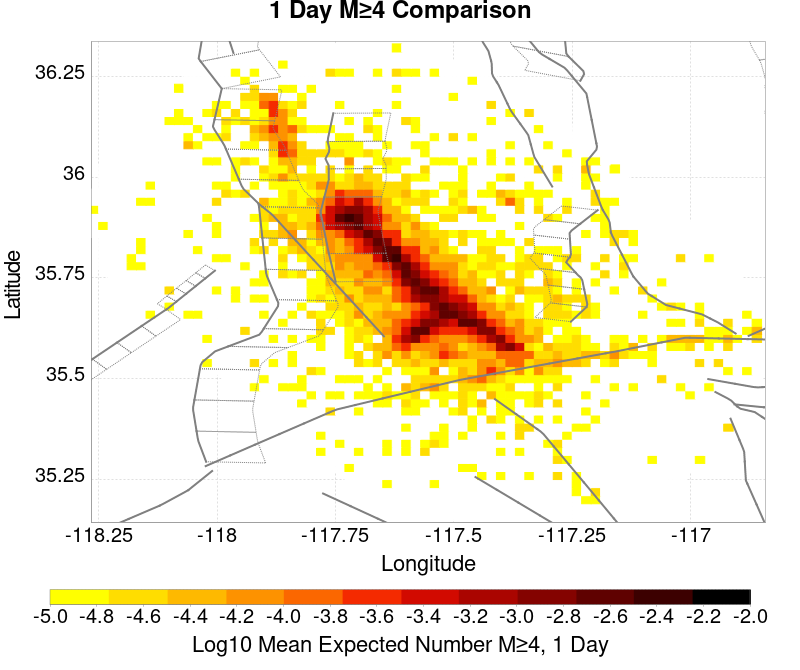 1 Day M≥4 Comparison
36.25
36
35.75
35.5
35.25
Latitude
-118.25 -118 -117.75 -117.5 -117.25 -117
Longitude
-5.0 -4.8 -4.6 -4.4 -4.2 -4.0 -3.8 -3.6 -3.4 -3.2 -3.0 -2.8 -2.6 -2.4 -2.2 -2.0
Log10 Mean Expected Number M≥4, 1 Day